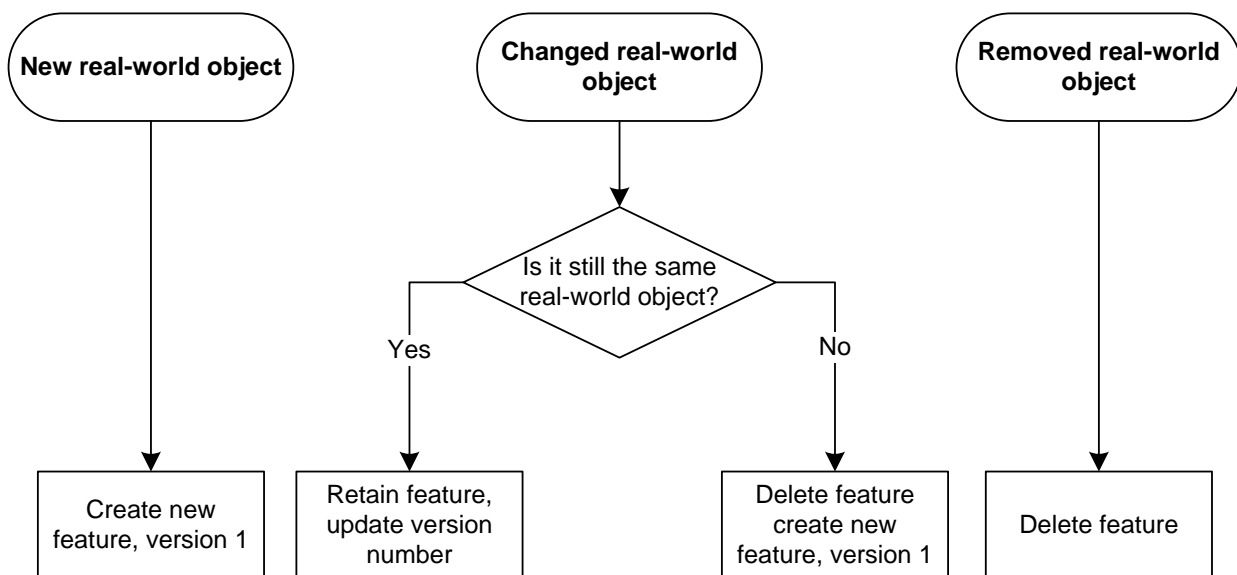 New real-world object
Changed real-world
object
Removed real-world
object
Is it still the same
real-world object?
Yes
No
Create new
feature, version 1
Retain feature,
update version
number
Delete feature
create new
feature, version 1
Delete feature